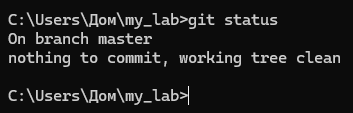 C:\Users\Дом\my_lab>git status
On branch master
nothing to commit, working tree clean
C:\Users\Дом\my_lab>